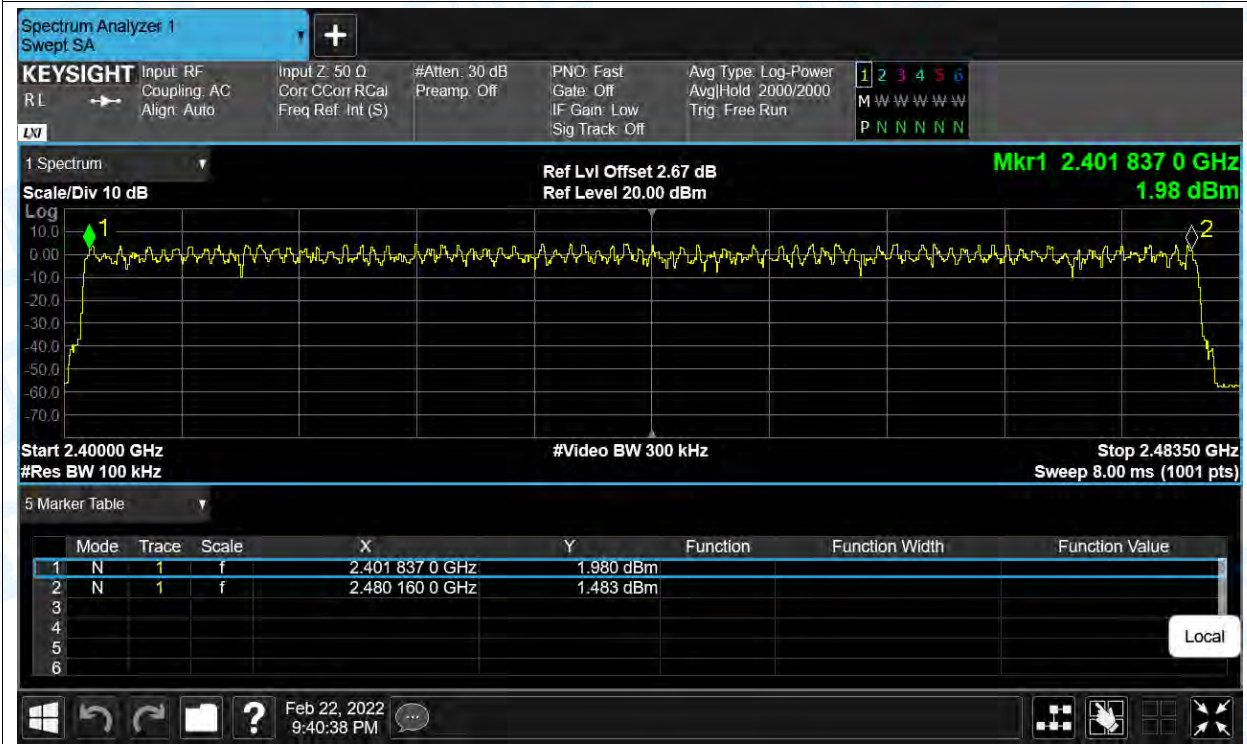 Spectrum Analyzer 1
Swept SA
+
KEYSIGHT Input: RF Input Z: 50 Ω #Atten: 30 dB PNO: Fast Avg Type: Log-Power 1 2 3 4 5 6
R L Coupling: AC Corr CCorr RCal Preamp: Off Gate: Off Avg|Hold: 2000/2000 M W W W W W
Align: Auto Freq Ref: Int (S) IF Gain: Low Trig: Free Run
LXI Sig Track: Off P N N N N N
1 Spectrum
Ref Lvl Offset 2.67 dB Mkr1 2.401 837 0 GHz
Scale/Div 10 dB Ref Level 20.00 dBm 1.98 dBm
Log
10.0 1 2
0.00
-10.0
-20.0
-30.0
-40.0
-50.0
-60.0
-70.0
Start 2.40000 GHz #Video BW 300 kHz Stop 2.48350 GHz
#Res BW 100 kHz Sweep 8.00 ms (1001 pts)
5 Marker Table
Mode Trace Scale X Y Function Function Width Function Value
1 N 1 f 2.401 837 0 GHz 1.980 dBm
2 N 1 f 2.480 160 0 GHz 1.483 dBm
3
4
5
6
Local
?
Feb 22, 2022
9:40:38 PM